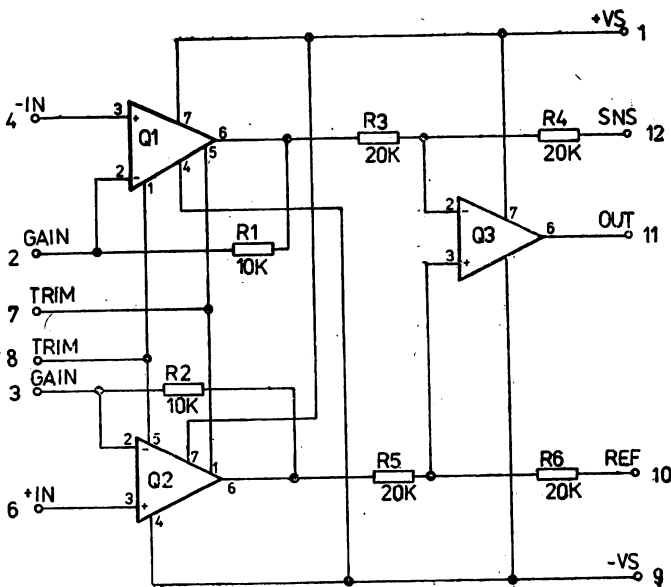 +VS 1
4 -IN
3 + Q1 7 6 5 4
2 - 1
R3 20K
R4 20K
SNS 12
2 - Q3 7 6
3 +
OUT 11
GAIN 2
R1 10K
TRIM 7
8 TRIM
3 GAIN
R2 10K
2 - 5 7 1
Q2 6
3 + 4
6 +IN
R5 20K
R6 20K
REF 10
-VS 9